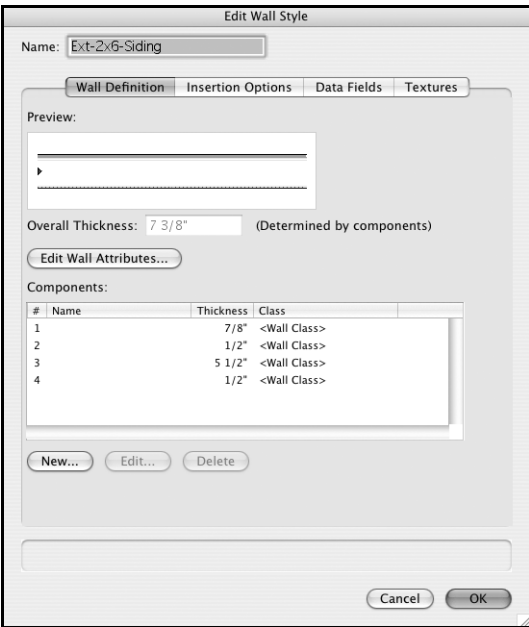 Edit Wall Style
Name: Ext-2x6-Siding
Wall Definition Insertion Options Data Fields Textures
Preview:
Overall Thickness: 7 3/8" (Determined by components)
Edit Wall Attributes...
Components:
# Name Thickness Class
1 7/8" <Wall Class>
2 1/2" <Wall Class>
3 5 1/2" <Wall Class>
4 1/2" <Wall Class>
New... Edit... Delete
Cancel OK